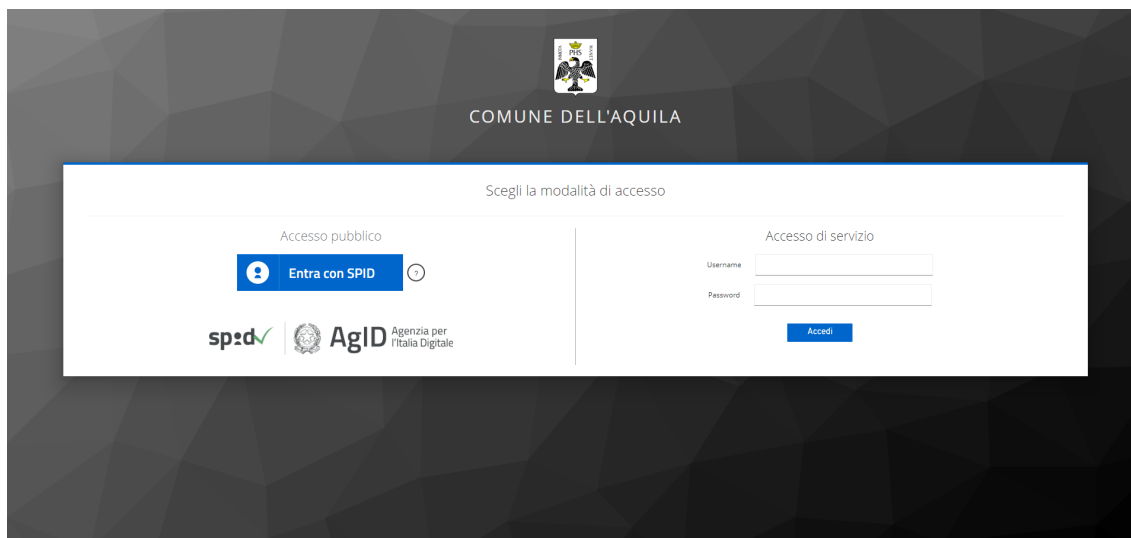 PHS
COMUNE DELL'AQUILA
Scegli la modalità di accesso
Accesso pubblico
Entra con SPID
?
spid
AgID
Agenzia per
l'Italia Digitale
Accesso di servizio
Username
Password
Accedi